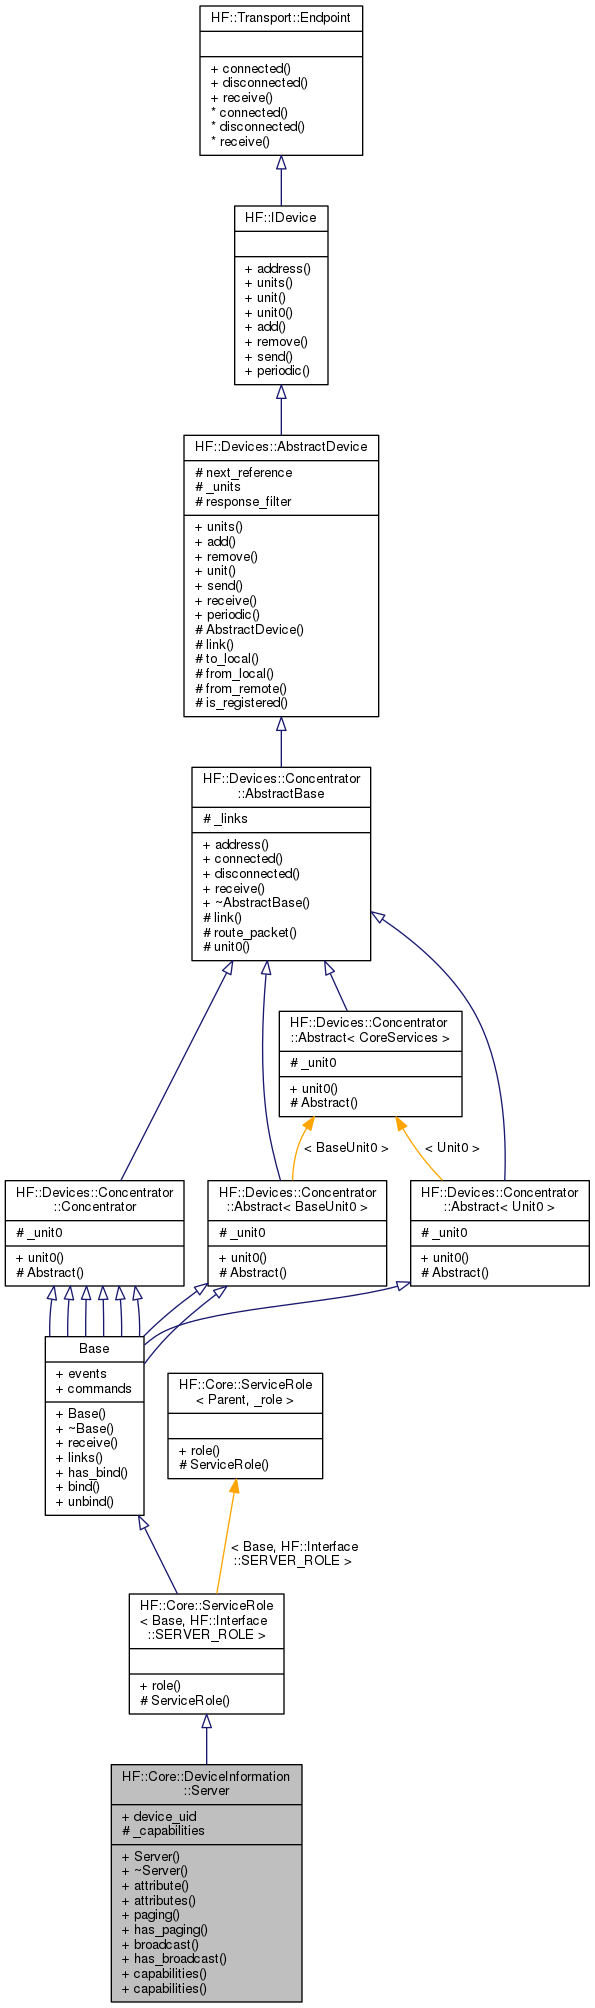 HF::Transport::Endpoint
+ connected()
+ disconnected()
+ receive()
* connected()
* disconnected()
* receive()
HF::IDevice
+ address()
+ units()
+ unit()
+ unit0()
+ add()
+ remove()
+ send()
+ periodic()
HF::Devices::AbstractDevice
# next_reference
# _units
# response_filter
+ units()
+ add()
+ remove()
+ unit()
+ send()
+ receive()
+ periodic()
# AbstractDevice()
# link()
# to_local()
# from_local()
# from_remote()
# is_registered()
HF::Devices::Concentrator
::AbstractBase
# _links
+ address()
+ connected()
+ disconnected()
+ receive()
+ ~AbstractBase()
# link()
# route_packet()
# unit0()
HF::Devices::Concentrator
::Abstract< CoreServices >
# _unit0
+ unit0()
# Abstract()
< BaseUnit0 >
< Unit0 >
HF::Devices::Concentrator
::Concentrator
# _unit0
+ unit0()
# Abstract()
HF::Devices::Concentrator
::Abstract< BaseUnit0 >
# _unit0
+ unit0()
# Abstract()
HF::Devices::Concentrator
::Abstract< Unit0 >
# _unit0
+ unit0()
# Abstract()
Base
+ events
+ commands
+ Base()
+ ~Base()
+ receive()
+ links()
+ has_bind()
+ bind()
+ unbind()
HF::Core::ServiceRole
< Parent, _role >
+ role()
# ServiceRole()
< Base, HF::Interface
::SERVER_ROLE >
HF::Core::ServiceRole
< Base, HF::Interface
::SERVER_ROLE >
+ role()
# ServiceRole()
HF::Core::DeviceInformation
::Server
+ device_uid
# _capabilities
+ Server()
+ ~Server()
+ attribute()
+ attributes()
+ paging()
+ has_paging()
+ broadcast()
+ has_broadcast()
+ capabilities()
+ capabilities()